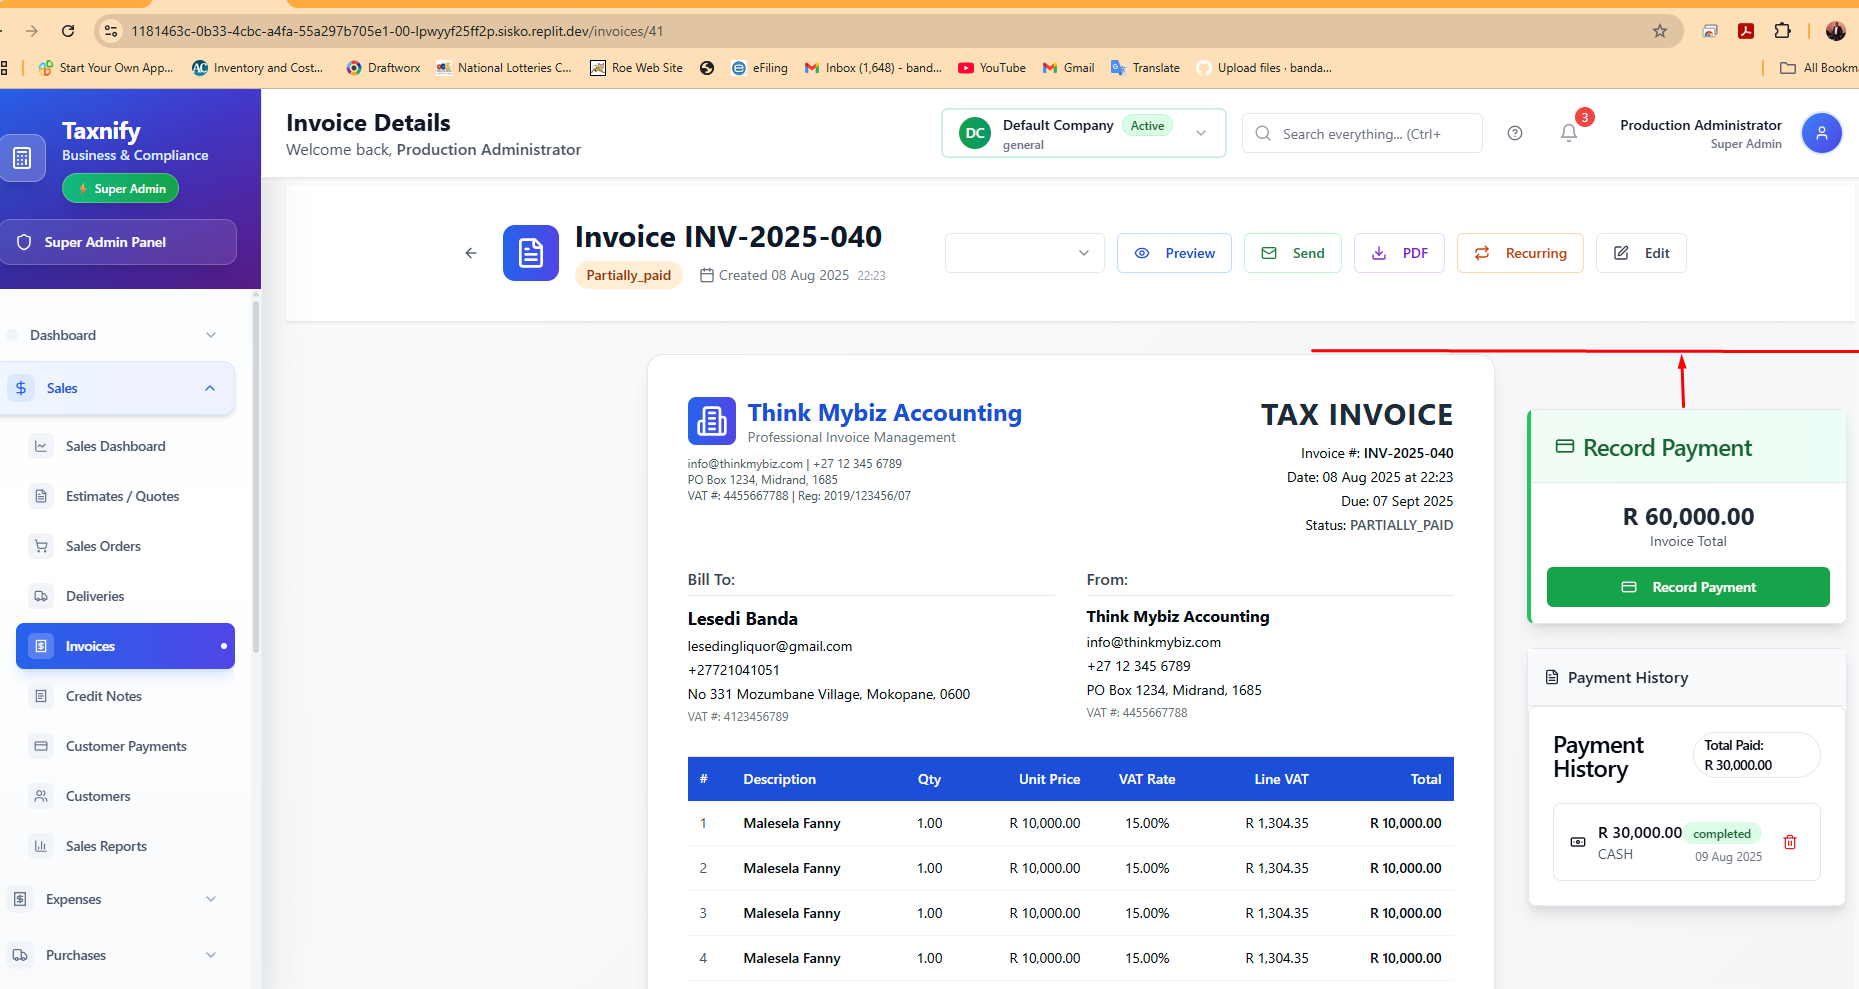 1181463c-0b33-4cbc-a4fa-55a297b705e1-00-lpwyyf25ff2p.sisko.replit.dev/invoices/41
Start Your Own App...
Inventory and Cost...
Draftworx
National Lotteries C...
Roe Web Site
eFiling
Inbox (1,648) - band...
YouTube
Gmail
Translate
Upload files · banda...
All Bookm
Taxnify
Business & Compliance
Super Admin
Super Admin Panel
Dashboard
Sales
Sales Dashboard
Estimates / Quotes
Sales Orders
Deliveries
Invoices
Credit Notes
Customer Payments
Customers
Sales Reports
Expenses
Purchases
Invoice Details
Welcome back, Production Administrator
DC
Default Company Active
general
Search everything... (Ctrl+
3
Production Administrator
Super Admin
Invoice INV-2025-040
Partially_paid Created 08 Aug 2025 22:23
Preview
Send
PDF
Recurring
Edit
Think Mybiz Accounting
Professional Invoice Management
info@thinkmybiz.com | +27 12 345 6789
PO Box 1234, Midrand, 1685
VAT #: 4455667788 | Reg: 2019/123456/07
TAX INVOICE
Invoice #: INV-2025-040
Date: 08 Aug 2025 at 22:23
Due: 07 Sept 2025
Status: PARTIALLY_PAID
Bill To:
Lesedi Banda
lesedingliquor@gmail.com
+27721041051
No 331 Mozumbane Village, Mokopane, 0600
VAT #: 4123456789
From:
Think Mybiz Accounting
info@thinkmybiz.com
+27 12 345 6789
PO Box 1234, Midrand, 1685
VAT #: 4455667788
# Description Qty Unit Price VAT Rate Line VAT Total
1 Malesela Fanny 1.00 R 10,000.00 15.00% R 1,304.35 R 10,000.00
2 Malesela Fanny 1.00 R 10,000.00 15.00% R 1,304.35 R 10,000.00
3 Malesela Fanny 1.00 R 10,000.00 15.00% R 1,304.35 R 10,000.00
4 Malesela Fanny 1.00 R 10,000.00 15.00% R 1,304.35 R 10,000.00
Record Payment
R 60,000.00
Invoice Total
Record Payment
Payment History
Payment
History
Total Paid:
R 30,000.00
R 30,000.00 completed
CASH 09 Aug 2025